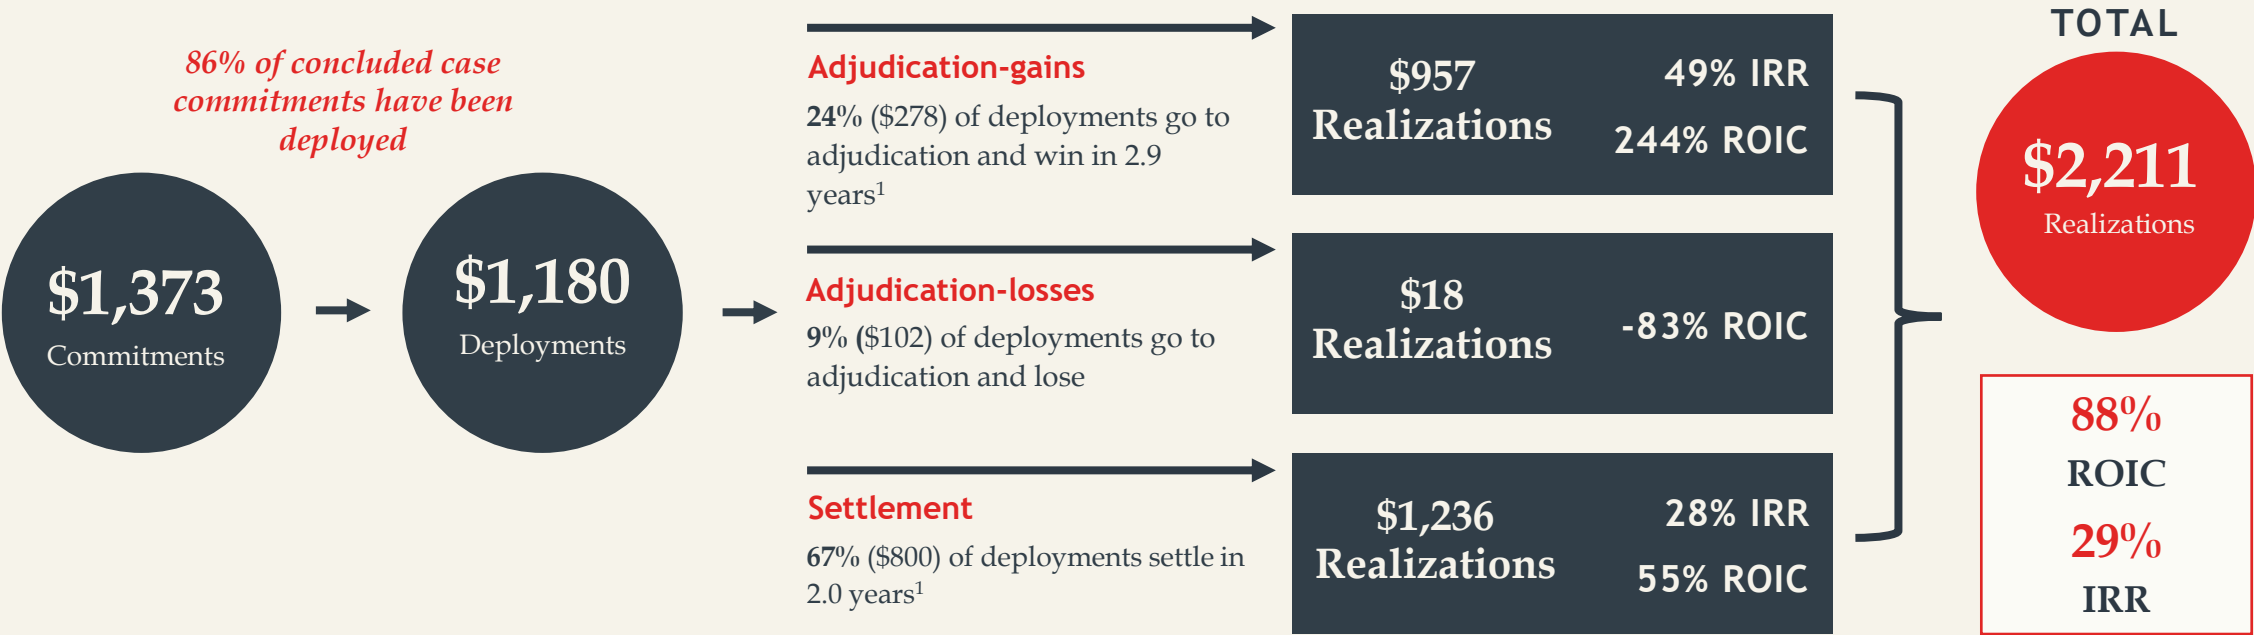 86% of concluded case
commitments have been
deployed
$1,373
Commitments
$1,180
Deployments
Adjudication-gains
24% ($278) of deployments go to
adjudication and win in 2.9
years¹
$957
Realizations
49% IRR
244% ROIC
Adjudication-losses
9% ($102) of deployments go to
adjudication and lose
$18
Realizations
-83% ROIC
Settlement
67% ($800) of deployments settle in
2.0 years¹
$1,236
Realizations
28% IRR
55% ROIC
TOTAL
$2,211
Realizations
88%
ROIC
29%
IRR